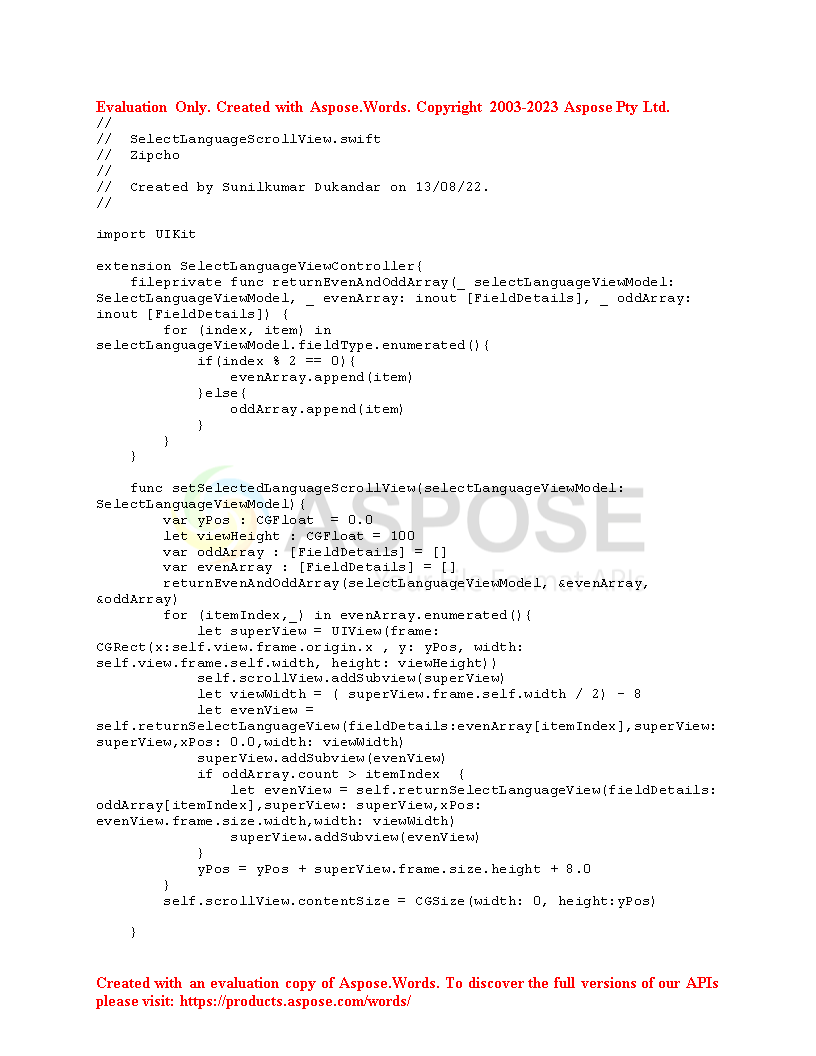 Evaluation Only. Created with Aspose.Words. Copyright 2003-2023 Aspose Pty Ltd.
//
//  SelectLanguageScrollView.swift
//  Zipcho
//
//  Created by Sunilkumar Dukandar on 13/08/22.
//

import UIKit

extension SelectLanguageViewController{
    fileprivate func returnEvenAndOddArray(_ selectLanguageViewModel:
SelectLanguageViewModel, _ evenArray: inout [FieldDetails], _ oddArray:
inout [FieldDetails]) {
        for (index, item) in
selectLanguageViewModel.fieldType.enumerated(){
            if(index % 2 == 0){
                evenArray.append(item)
            }else{
                oddArray.append(item)
            }
        }
    }

    func setSelectedLanguageScrollView(selectLanguageViewModel:
SelectLanguageViewModel){
        var yPos : CGFloat  = 0.0
        let viewHeight : CGFloat = 100
        var oddArray : [FieldDetails] = []
        var evenArray : [FieldDetails] = []
        returnEvenAndOddArray(selectLanguageViewModel, &evenArray,
&oddArray)
        for (itemIndex,_) in evenArray.enumerated(){
            let superView = UIView(frame:
CGRect(x:self.view.frame.origin.x , y: yPos, width:
self.view.frame.self.width, height: viewHeight))
            self.scrollView.addSubview(superView)
            let viewWidth = ( superView.frame.self.width / 2) - 8
            let evenView =
self.returnSelectLanguageView(fieldDetails:evenArray[itemIndex],superView:
superView,xPos: 0.0,width: viewWidth)
            superView.addSubview(evenView)
            if oddArray.count > itemIndex  {
                let evenView = self.returnSelectLanguageView(fieldDetails:
oddArray[itemIndex],superView: superView,xPos:
evenView.frame.size.width,width: viewWidth)
                superView.addSubview(evenView)
            }
            yPos = yPos + superView.frame.size.height + 8.0
        }
        self.scrollView.contentSize = CGSize(width: 0, height:yPos)

    }
ASPOSE
Created with an evaluation copy of Aspose.Words. To discover the full versions of our APIs
please visit: https://products.aspose.com/words/